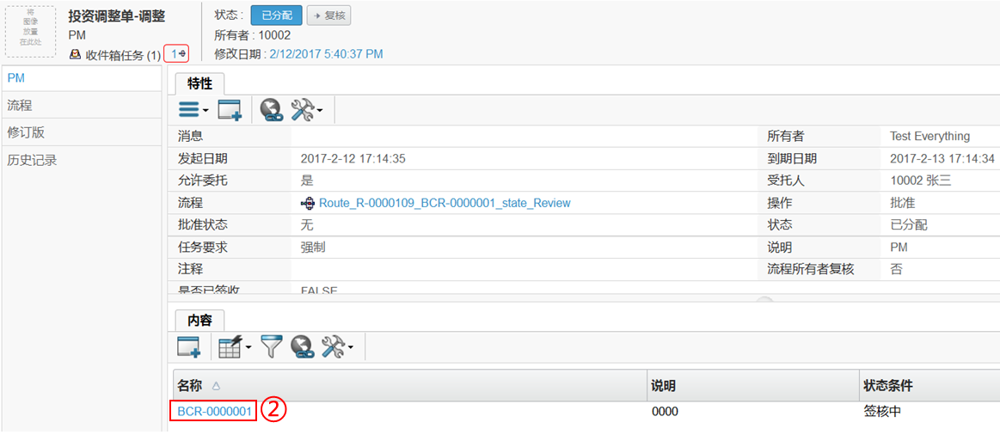 将
图像
放置
在此处
投资调整单-调整
PM
收件箱任务 (1) 1
状态 : 已分配 复核
所有者 : 10002
修改日期 : 2/12/2017 5:40:37 PM
PM
流程
修订版
历史记录
特性
消息 所有者 Test Everything
发起日期 2017-2-12 17:14:35 到期日期 2017-2-13 17:14:34
允许委托 是 受托人 10002 张三
流程 Route_R-0000109_BCR-0000001_state_Review 操作 批准
批准状态 无 状态 已分配
任务要求 强制 说明 PM
注释 流程所有者复核 否
是否已签收 FALSE
内容
名称 说明 状态条件
BCR-0000001 ② 0000 签核中